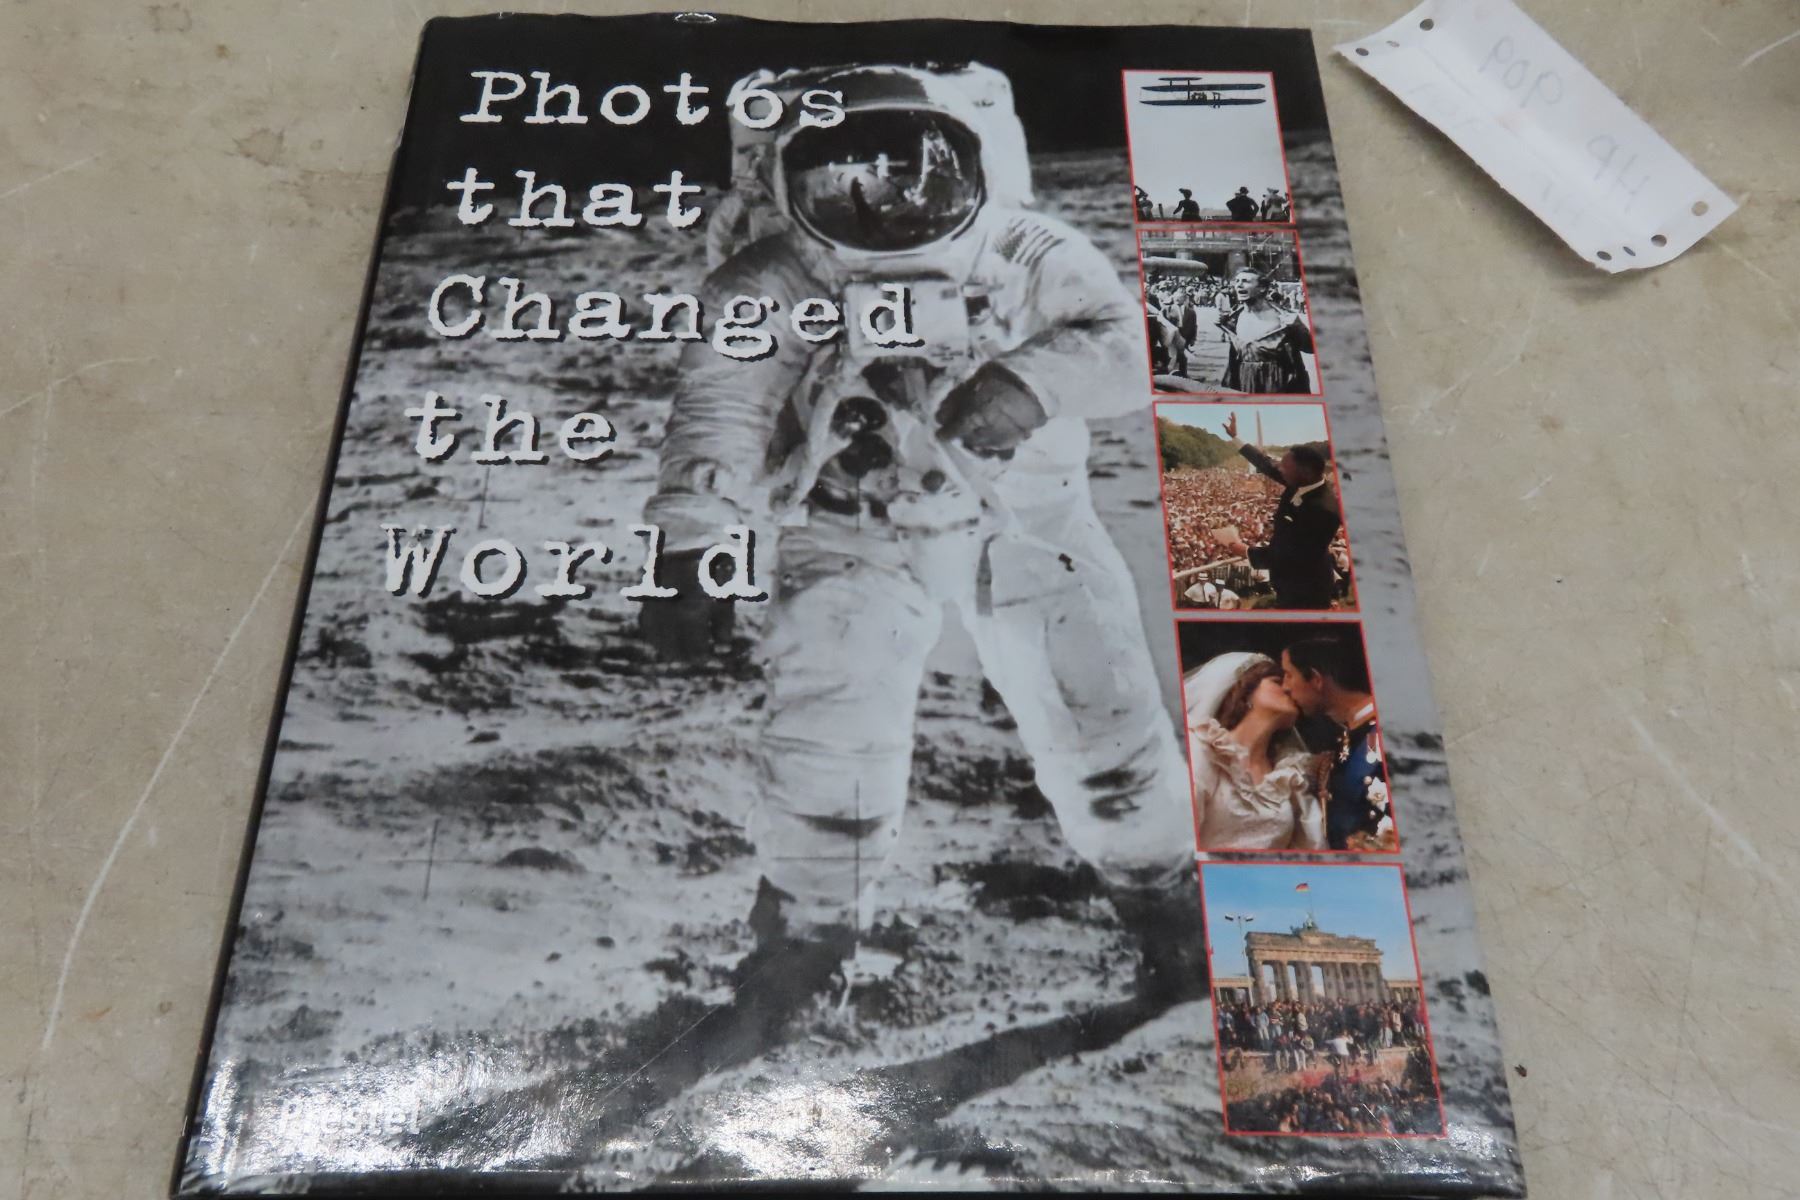 Photos
that
Changed
the
World
Prestel